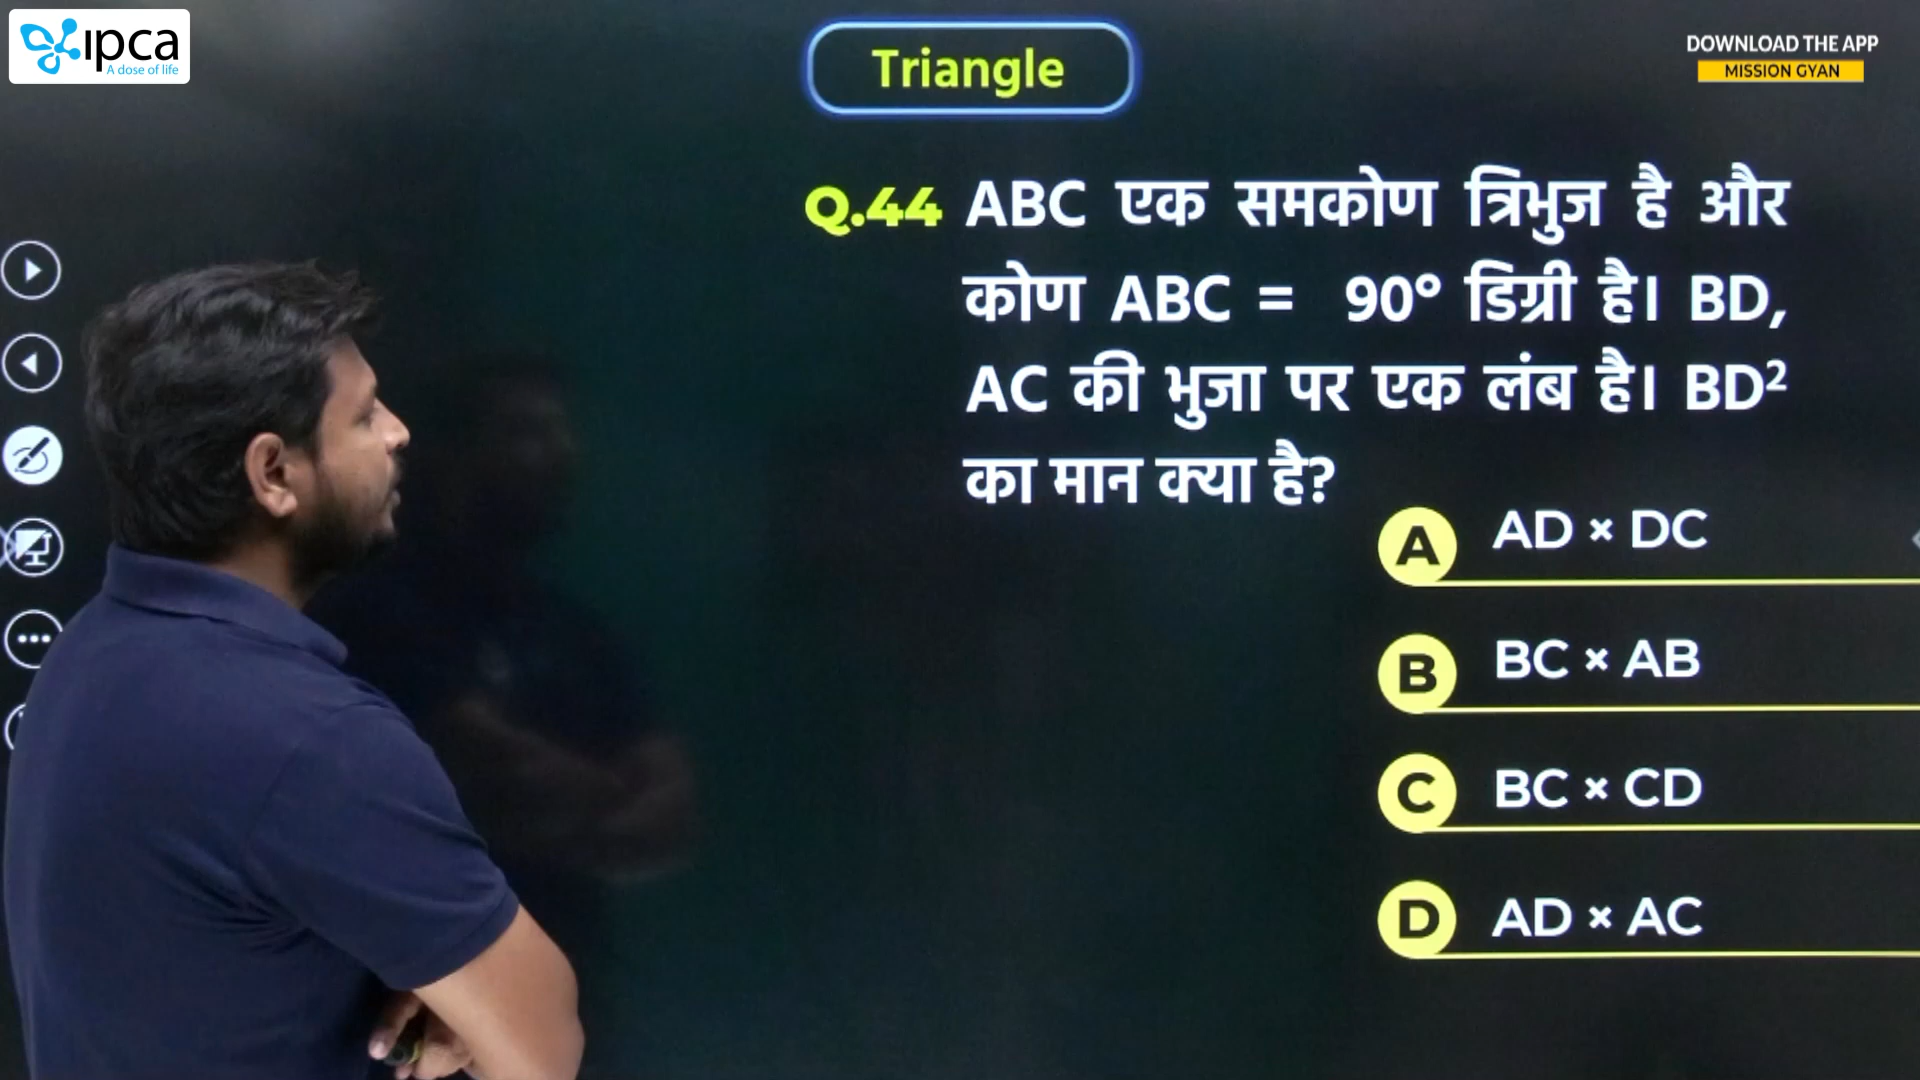 ipca
A dose of life
Triangle
DOWNLOAD THE APP
MISSION GYAN
Q.44 ABC एक समकोण त्रिभुज है और
कोण ABC = 90° डिग्री है। BD,
AC की भुजा पर एक लंब है। BD²
का मान क्या है?
A AD × DC
B BC × AB
C BC × CD
D AD × AC